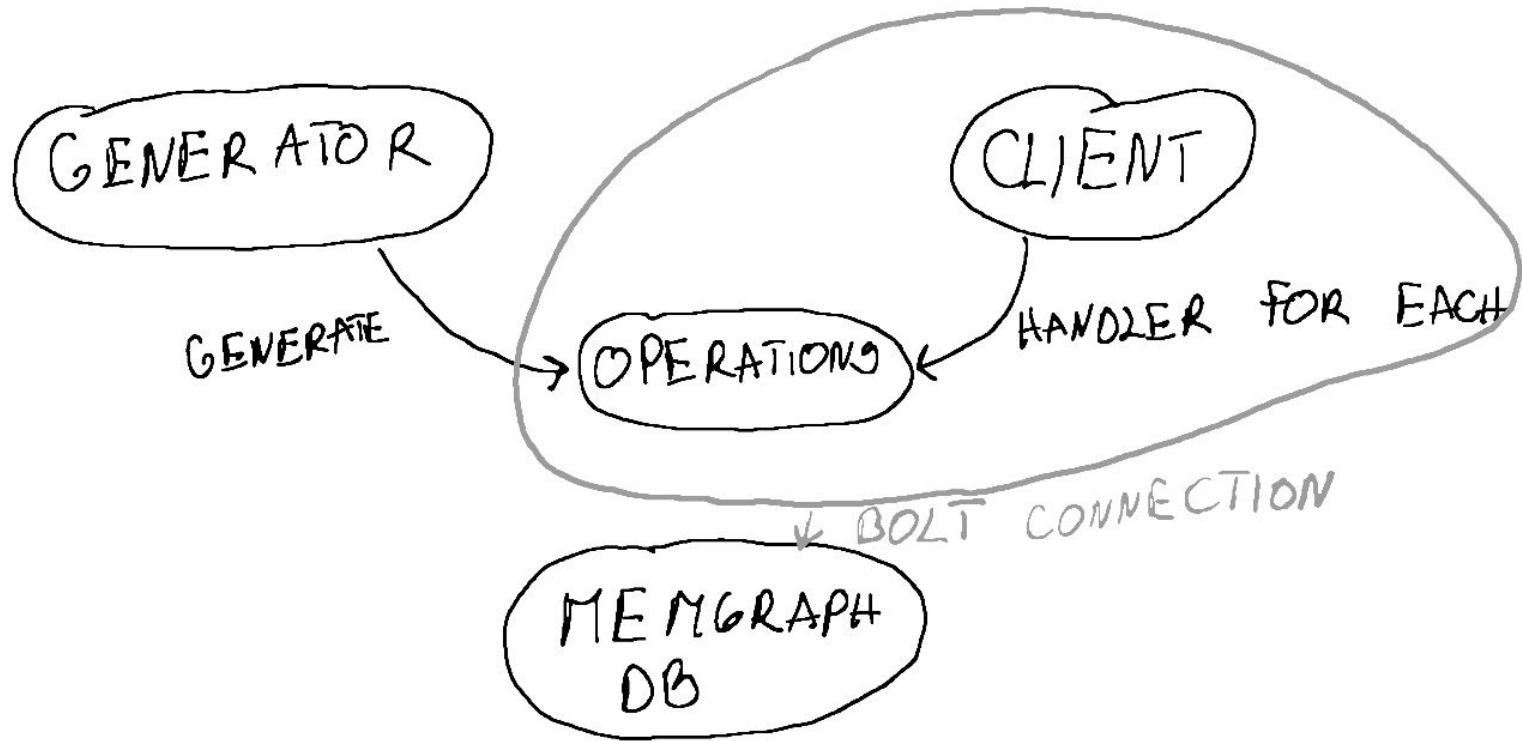 GENERATOR
CLIENT
GENERATE
HANDLER FOR EACH
OPERATIONS
BOLT CONNECTION
MEMGRAPH
DB